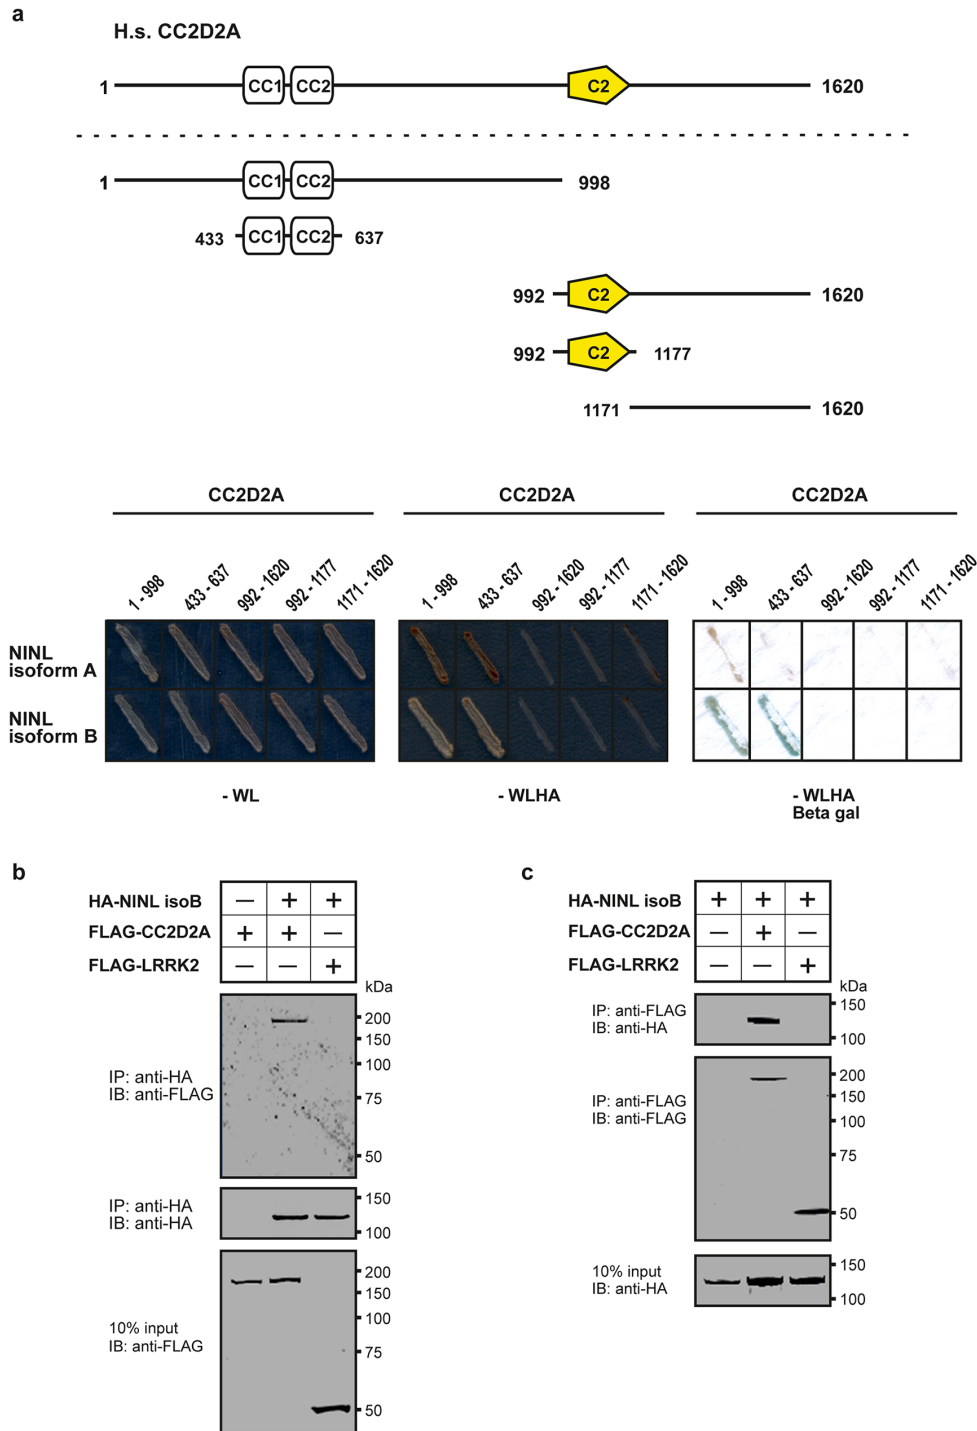 a
H.s. CC2D2A
1 CC1 CC2 C2 1620
1 CC1 CC2 998
433 CC1 CC2 637
992 C2 1620
992 C2 1177
1171 1620
CC2D2A CC2D2A CC2D2A
1 - 998 433 - 637 992 - 1620 992 - 1177 1171 - 1620 1 - 998 433 - 637 992 - 1620 992 - 1177 1171 - 1620 1 - 998 433 - 637 992 - 1620 992 - 1177 1171 - 1620
NINL
isoform A
NINL
isoform B
- WL - WLHA - WLHA
Beta gal
b
HA-NINL isoB — + +
FLAG-CC2D2A + + —
FLAG-LRRK2 — — +
kDa
IP: anti-HA
IB: anti-FLAG
200
150
100
75
50
IP: anti-HA
IB: anti-HA
150
100
10% input
IB: anti-FLAG
200
150
100
75
50
c
HA-NINL isoB + + +
FLAG-CC2D2A — + —
FLAG-LRRK2 — — +
kDa
IP: anti-FLAG
IB: anti-HA
150
100
IP: anti-FLAG
IB: anti-FLAG
200
150
100
75
50
10% input
IB: anti-HA
150
100